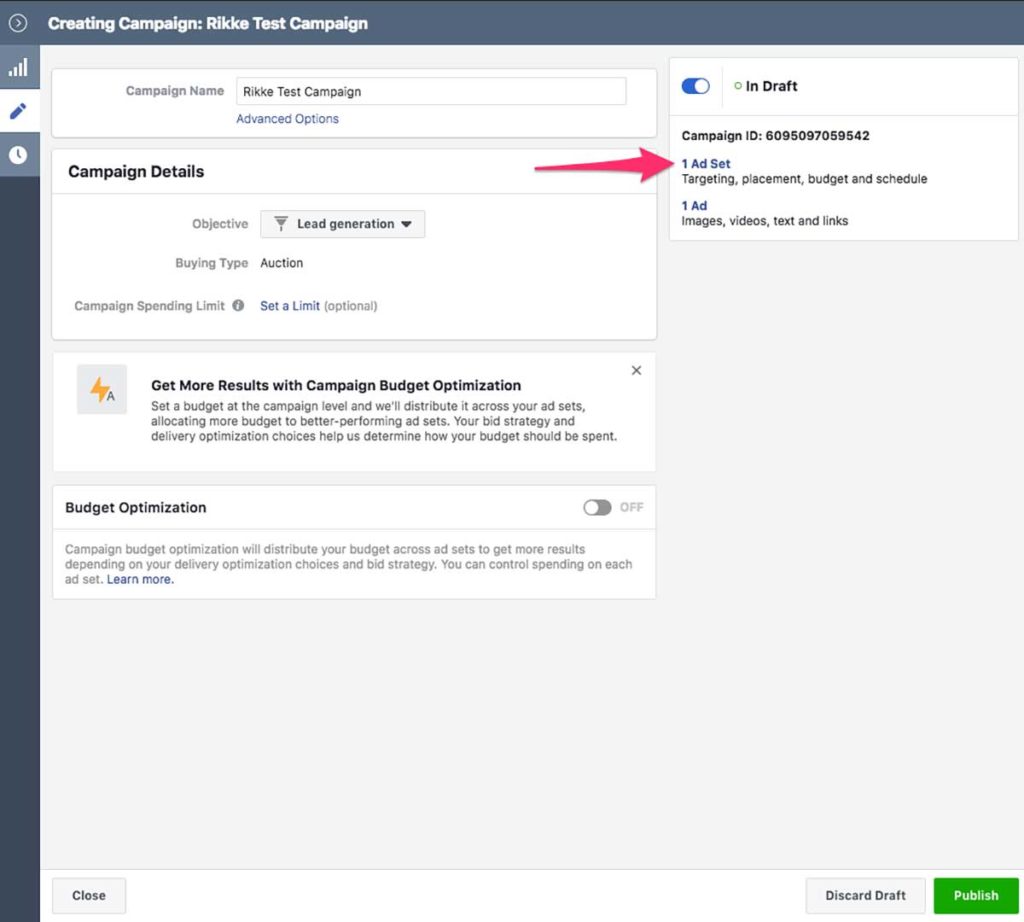 Creating Campaign: Rikke Test Campaign
Campaign Name
Rikke Test Campaign
Advanced Options
Campaign Details
Objective
Lead generation
Buying Type
Auction
Campaign Spending Limit
Set a Limit (optional)
A
Get More Results with Campaign Budget Optimization
Set a budget at the campaign level and we'll distribute it across your ad sets,
allocating more budget to better-performing ad sets. Your bid strategy and
delivery optimization choices help us determine how your budget should be spent.
Budget Optimization
OFF
Campaign budget optimization will distribute your budget across ad sets to get more results
depending on your delivery optimization choices and bid strategy. You can control spending on each
ad set. Learn more.
In Draft
Campaign ID: 6095097059542
1 Ad Set
Targeting, placement, budget and schedule
1 Ad
Images, videos, text and links
Close
Discard Draft
Publish